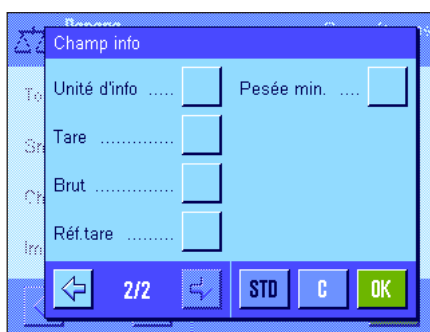 Champ info
Unité d'info ..... Pesée min. ....
Tare ..............
Brut ...............
Réf.tare .........
2/2 STD C OK